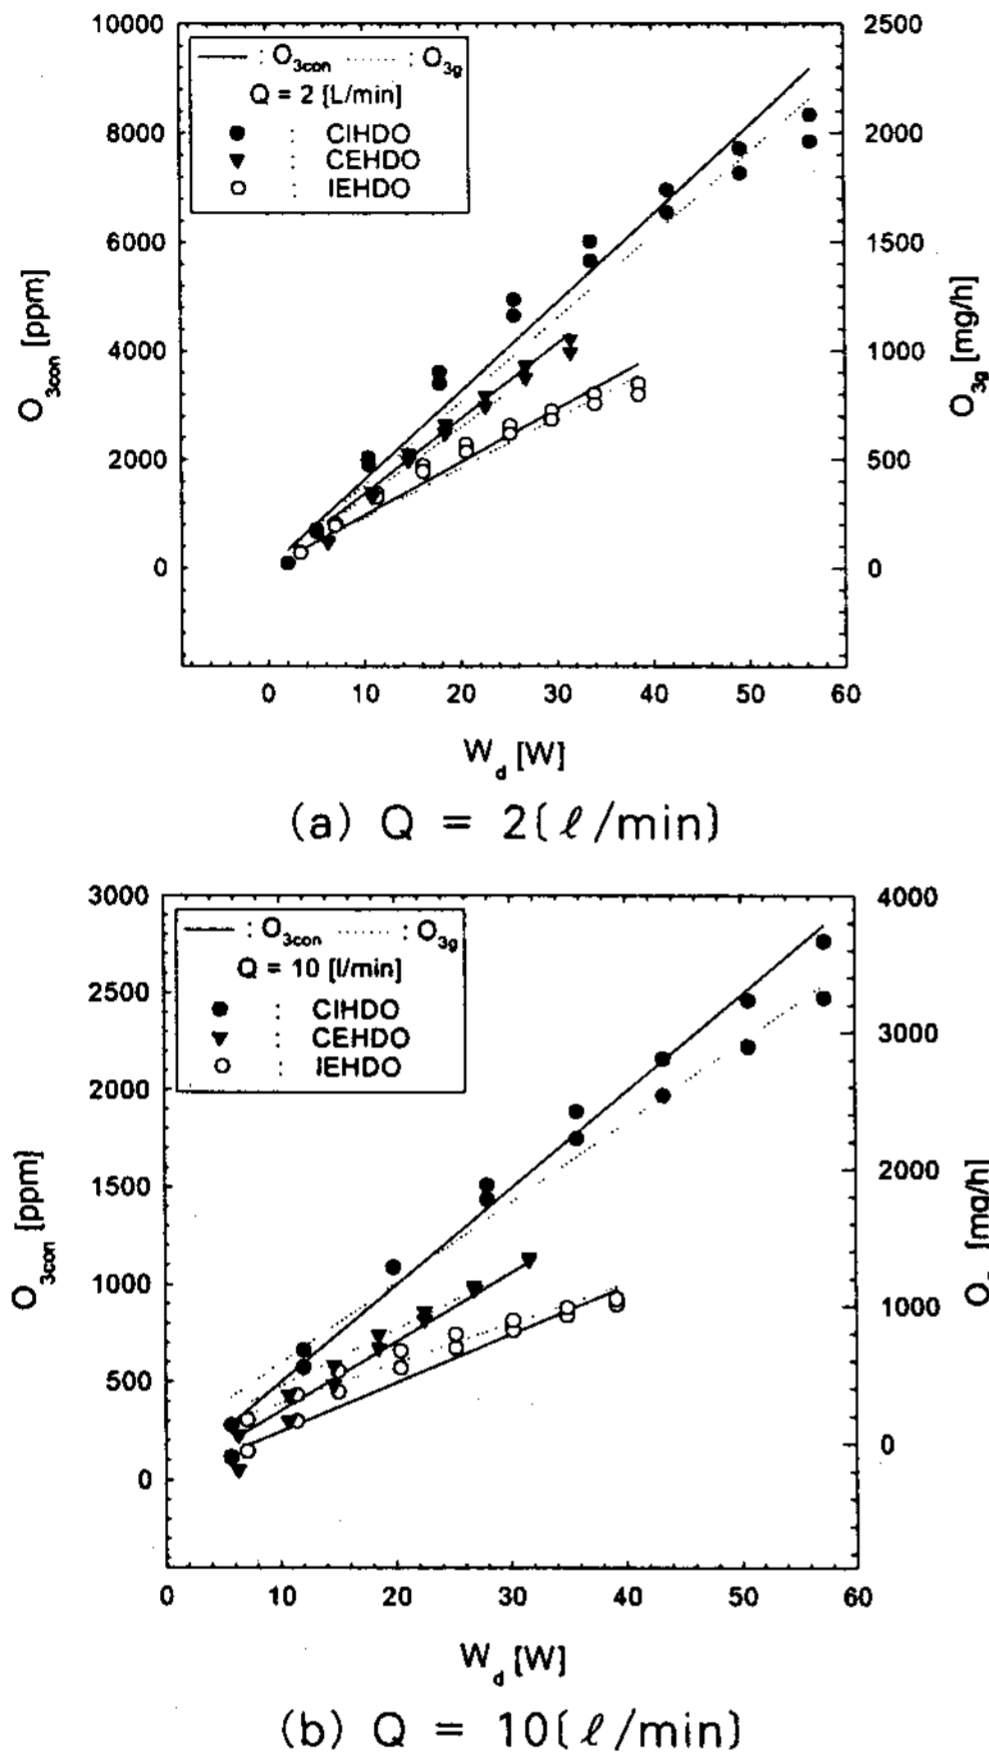 10000
8000
6000
4000
2000
0
2500
2000
1500
1000
500
0
O3con [ppm]
O3g [mg/h]
: O3con : O3g
Q = 2 [L/min]
● : CIHDO
▼ : CEHDO
○ : IEHDO
0 10 20 30 40 50 60
Wd [W]
(a) Q = 2[ℓ/min]
3000
2500
2000
1500
1000
500
0
4000
3000
2000
1000
0
O3con [ppm]
[mg/h]
: O3con : O3g
Q = 10 [l/min]
● : CIHDO
▼ : CEHDO
○ : IEHDO
0 10 20 30 40 50 60
Wd [W]
(b) Q = 10[ℓ/min]